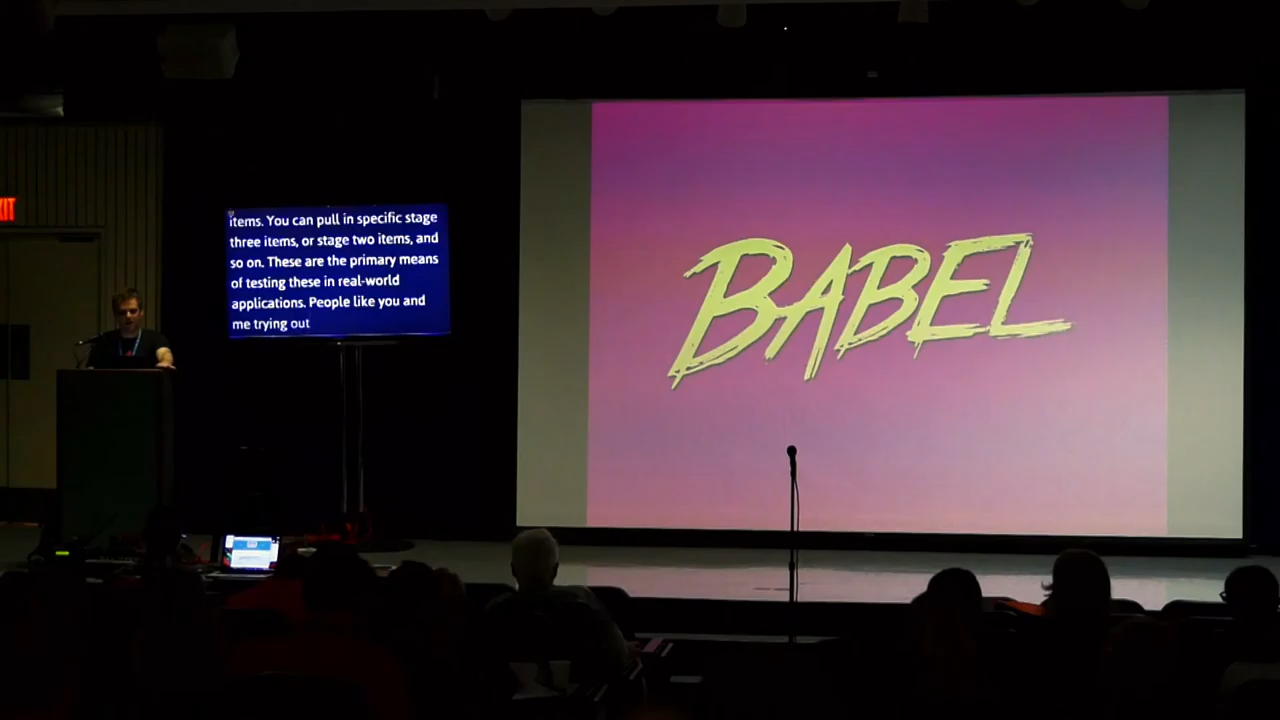 XIT
items. You can pull in specific stage
three items, or stage two items, and
so on. These are the primary means
of testing these in real-world
applications. People like you and
me trying out
BABEL